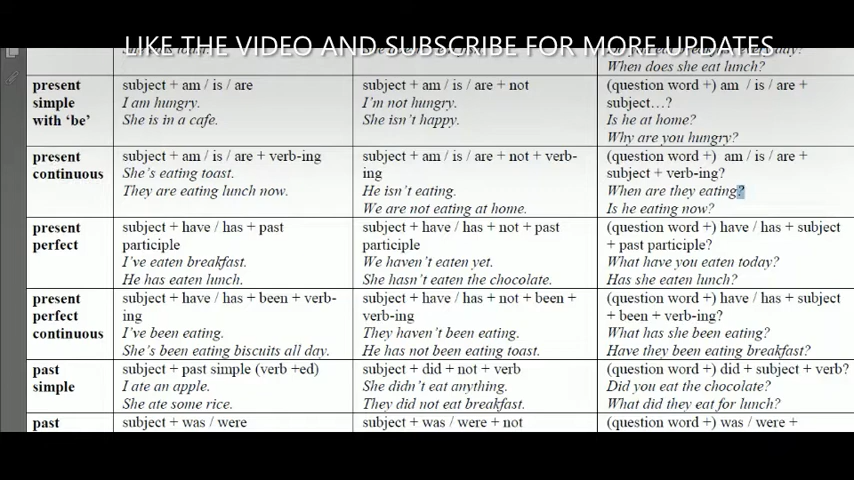 LIKE THE VIDEO AND SUBSCRIBE FOR MORE UPDATES
When does she eat lunch?
present
simple
with ‘be’
subject + am / is / are
I am hungry.
She is in a cafe.
subject + am / is / are + not
I’m not hungry.
She isn’t happy.
(question word +) am / is / are +
subject…?
Is he at home?
Why are you hungry?
present
continuous
subject + am / is / are + verb-ing
She’s eating toast.
They are eating lunch now.
subject + am / is / are + not + verb-
ing
He isn’t eating.
We are not eating at home.
(question word +) am / is / are +
subject + verb-ing?
When are they eating?
Is he eating now?
present
perfect
subject + have / has + past
participle
I’ve eaten breakfast.
He has eaten lunch.
subject + have / has + not + past
participle
We haven’t eaten yet.
She hasn’t eaten the chocolate.
(question word +) have / has + subject
+ past participle?
What have you eaten today?
Has she eaten lunch?
present
perfect
continuous
subject + have / has + been + verb-
ing
I’ve been eating.
She’s been eating biscuits all day.
subject + have / has + not + been +
verb-ing
They haven’t been eating.
He has not been eating toast.
(question word +) have / has + subject
+ been + verb-ing?
What has she been eating?
Have they been eating breakfast?
past
simple
subject + past simple (verb +ed)
I ate an apple.
She ate some rice.
subject + did + not + verb
She didn’t eat anything.
They did not eat breakfast.
(question word +) did + subject + verb?
Did you eat the chocolate?
What did they eat for lunch?
past
subject + was / were
subject + was / were + not
(question word +) was / were +